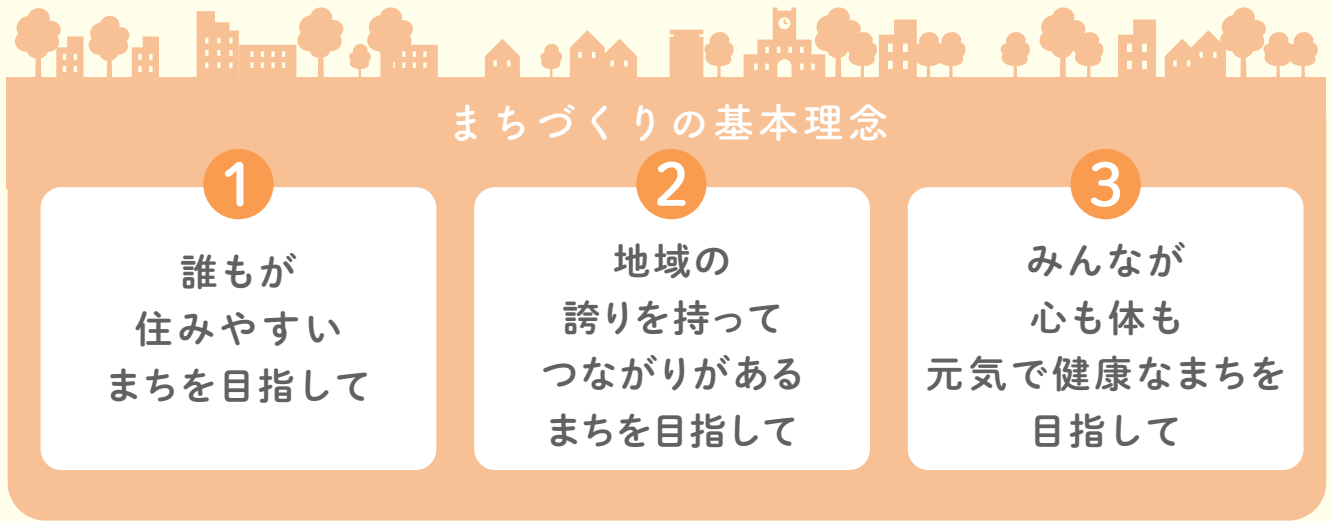 まちづくりの基本理念
1
誰もが
住みやすい
まちを目指して
2
地域の
誇りを持って
つながりがある
まちを目指して
3
みんなが
心も体も
元気で健康なまちを
目指して